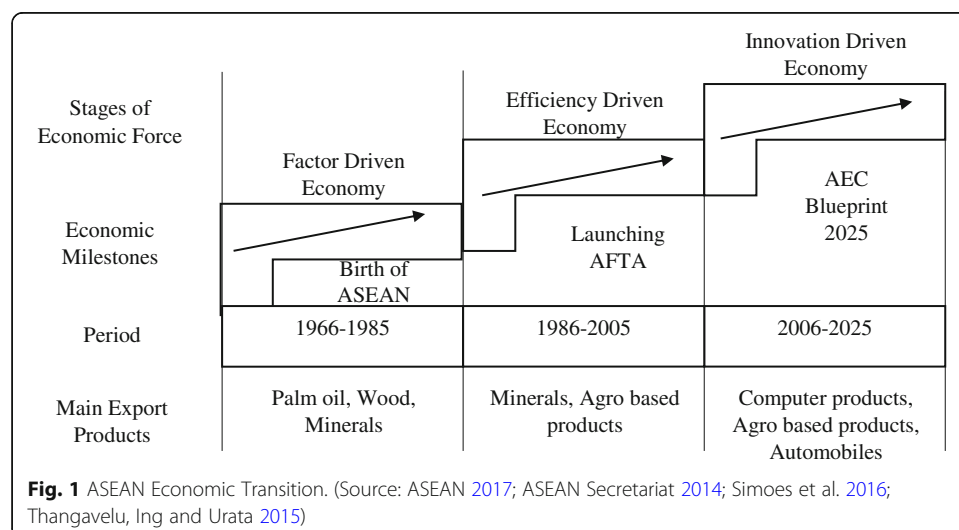 Innovation Driven
Economy
Stages of
Economic Force
Efficiency Driven
Economy
Factor Driven
Economy
Economic
Milestones
Birth of
ASEAN
Launching
AFTA
AEC
Blueprint
2025
Period
1966-1985
1986-2005
2006-2025
Main Export
Products
Palm oil, Wood,
Minerals
Minerals, Agro based
products
Computer products,
Agro based products,
Automobiles
Fig. 1 ASEAN Economic Transition. (Source: ASEAN 2017; ASEAN Secretariat 2014; Simoes et al. 2016;
Thangavelu, Ing and Urata 2015)